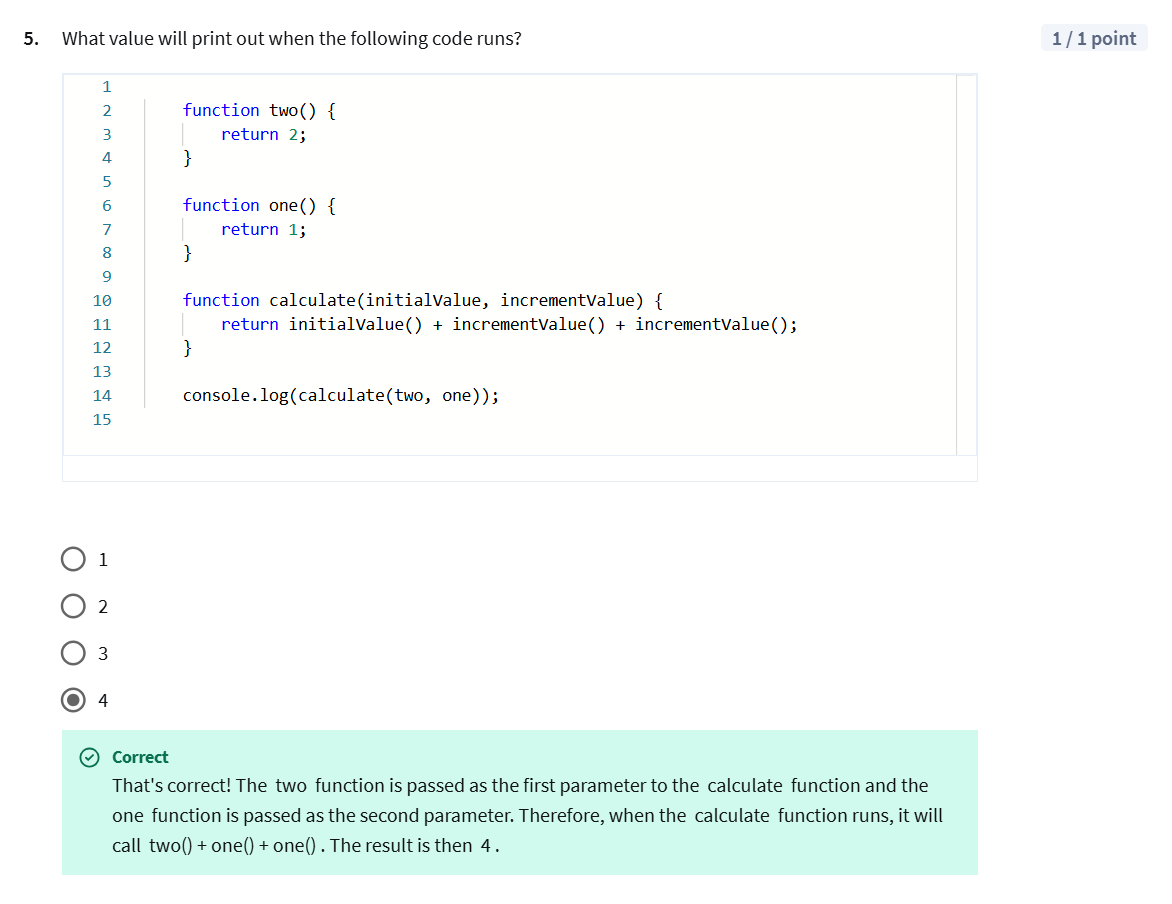 5. What value will print out when the following code runs?
1 / 1 point
1
2 function two() {
3 return 2;
4 }
5
6 function one() {
7 return 1;
8 }
9
10 function calculate(initialValue, incrementValue) {
11 return initialValue() + incrementValue() + incrementValue();
12 }
13
14 console.log(calculate(two, one));
15
1
2
3
4
Correct
That's correct! The two function is passed as the first parameter to the calculate function and the
one function is passed as the second parameter. Therefore, when the calculate function runs, it will
call two() + one() + one() . The result is then 4 .